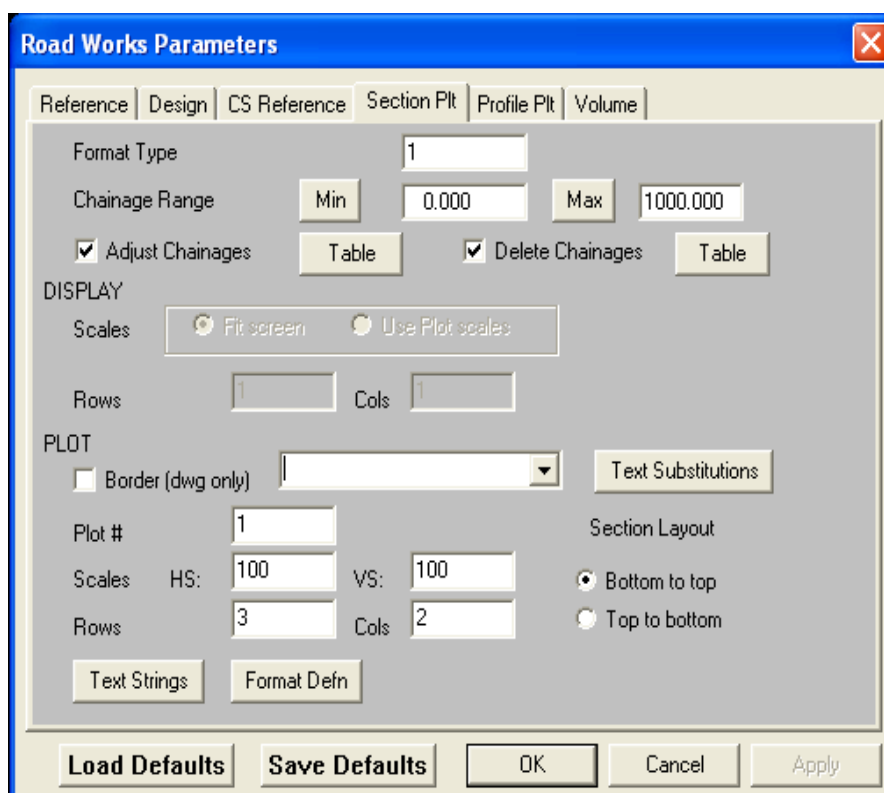 Road Works Parameters
Reference Design CS Reference Section Plt Profile Plt Volume
Format Type 1
Chainage Range Min 0.000 Max 1000.000
Adjust Chainages Table Delete Chainages Table
DISPLAY
Scales Fit screen Use Plot scales
Rows 1 Cols 1
PLOT
Border (dwg only) Text Substitutions
Plot # 1 Section Layout
Scales HS: 100 VS: 100 Bottom to top
Rows 3 Cols 2 Top to bottom
Text Strings Format Defn
Load Defaults Save Defaults OK Cancel Apply